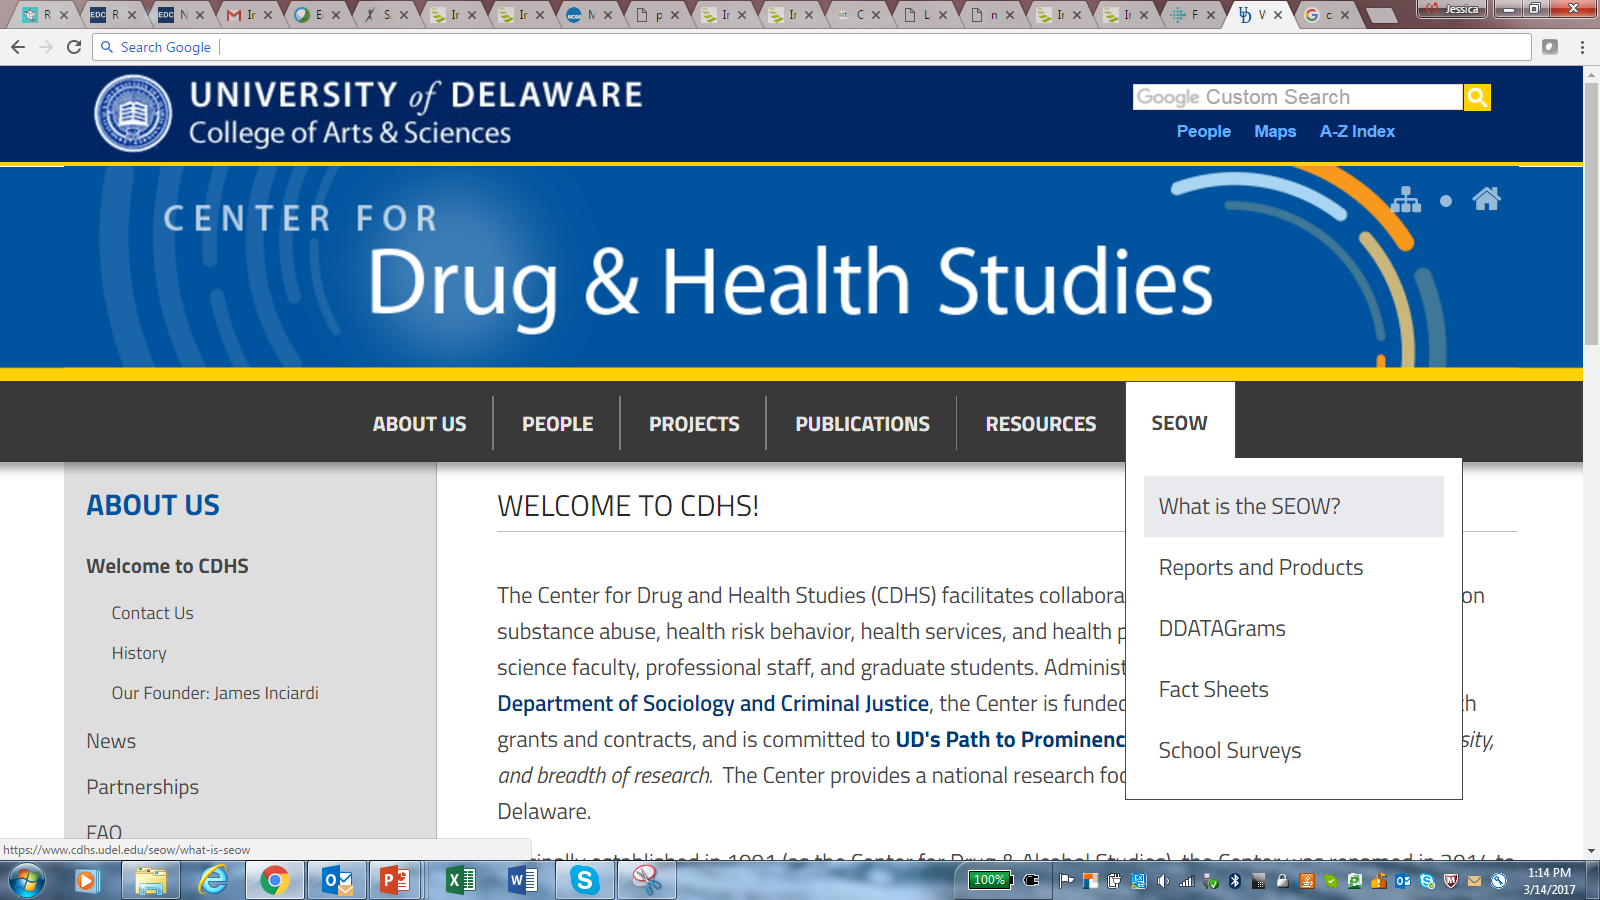 Jessica
Search Google
UNIVERSITY of DELAWARE
College of Arts & Sciences
Google Custom Search
People Maps A-Z Index
CENTER FOR
Drug & Health Studies
ABOUT US PEOPLE PROJECTS PUBLICATIONS RESOURCES SEOW
What is the SEOW?
Reports and Products
DDATAGrams
Fact Sheets
School Surveys
ABOUT US
Welcome to CDHS
Contact Us
History
Our Founder: James Inciardi
News
Partnerships
FAQ
WELCOME TO CDHS!
The Center for Drug and Health Studies (CDHS) facilitates collabora on
substance abuse, health risk behavior, health services, and health p
science faculty, professional staff, and graduate students. Administ
Department of Sociology and Criminal Justice, the Center is funded h
grants and contracts, and is committed to UD's Path to Prominenc sity,
and breadth of research. The Center provides a national research foc
Delaware.
https://www.cdhs.udel.edu/seow/what-is-seow
100%
1:14 PM
3/14/2017